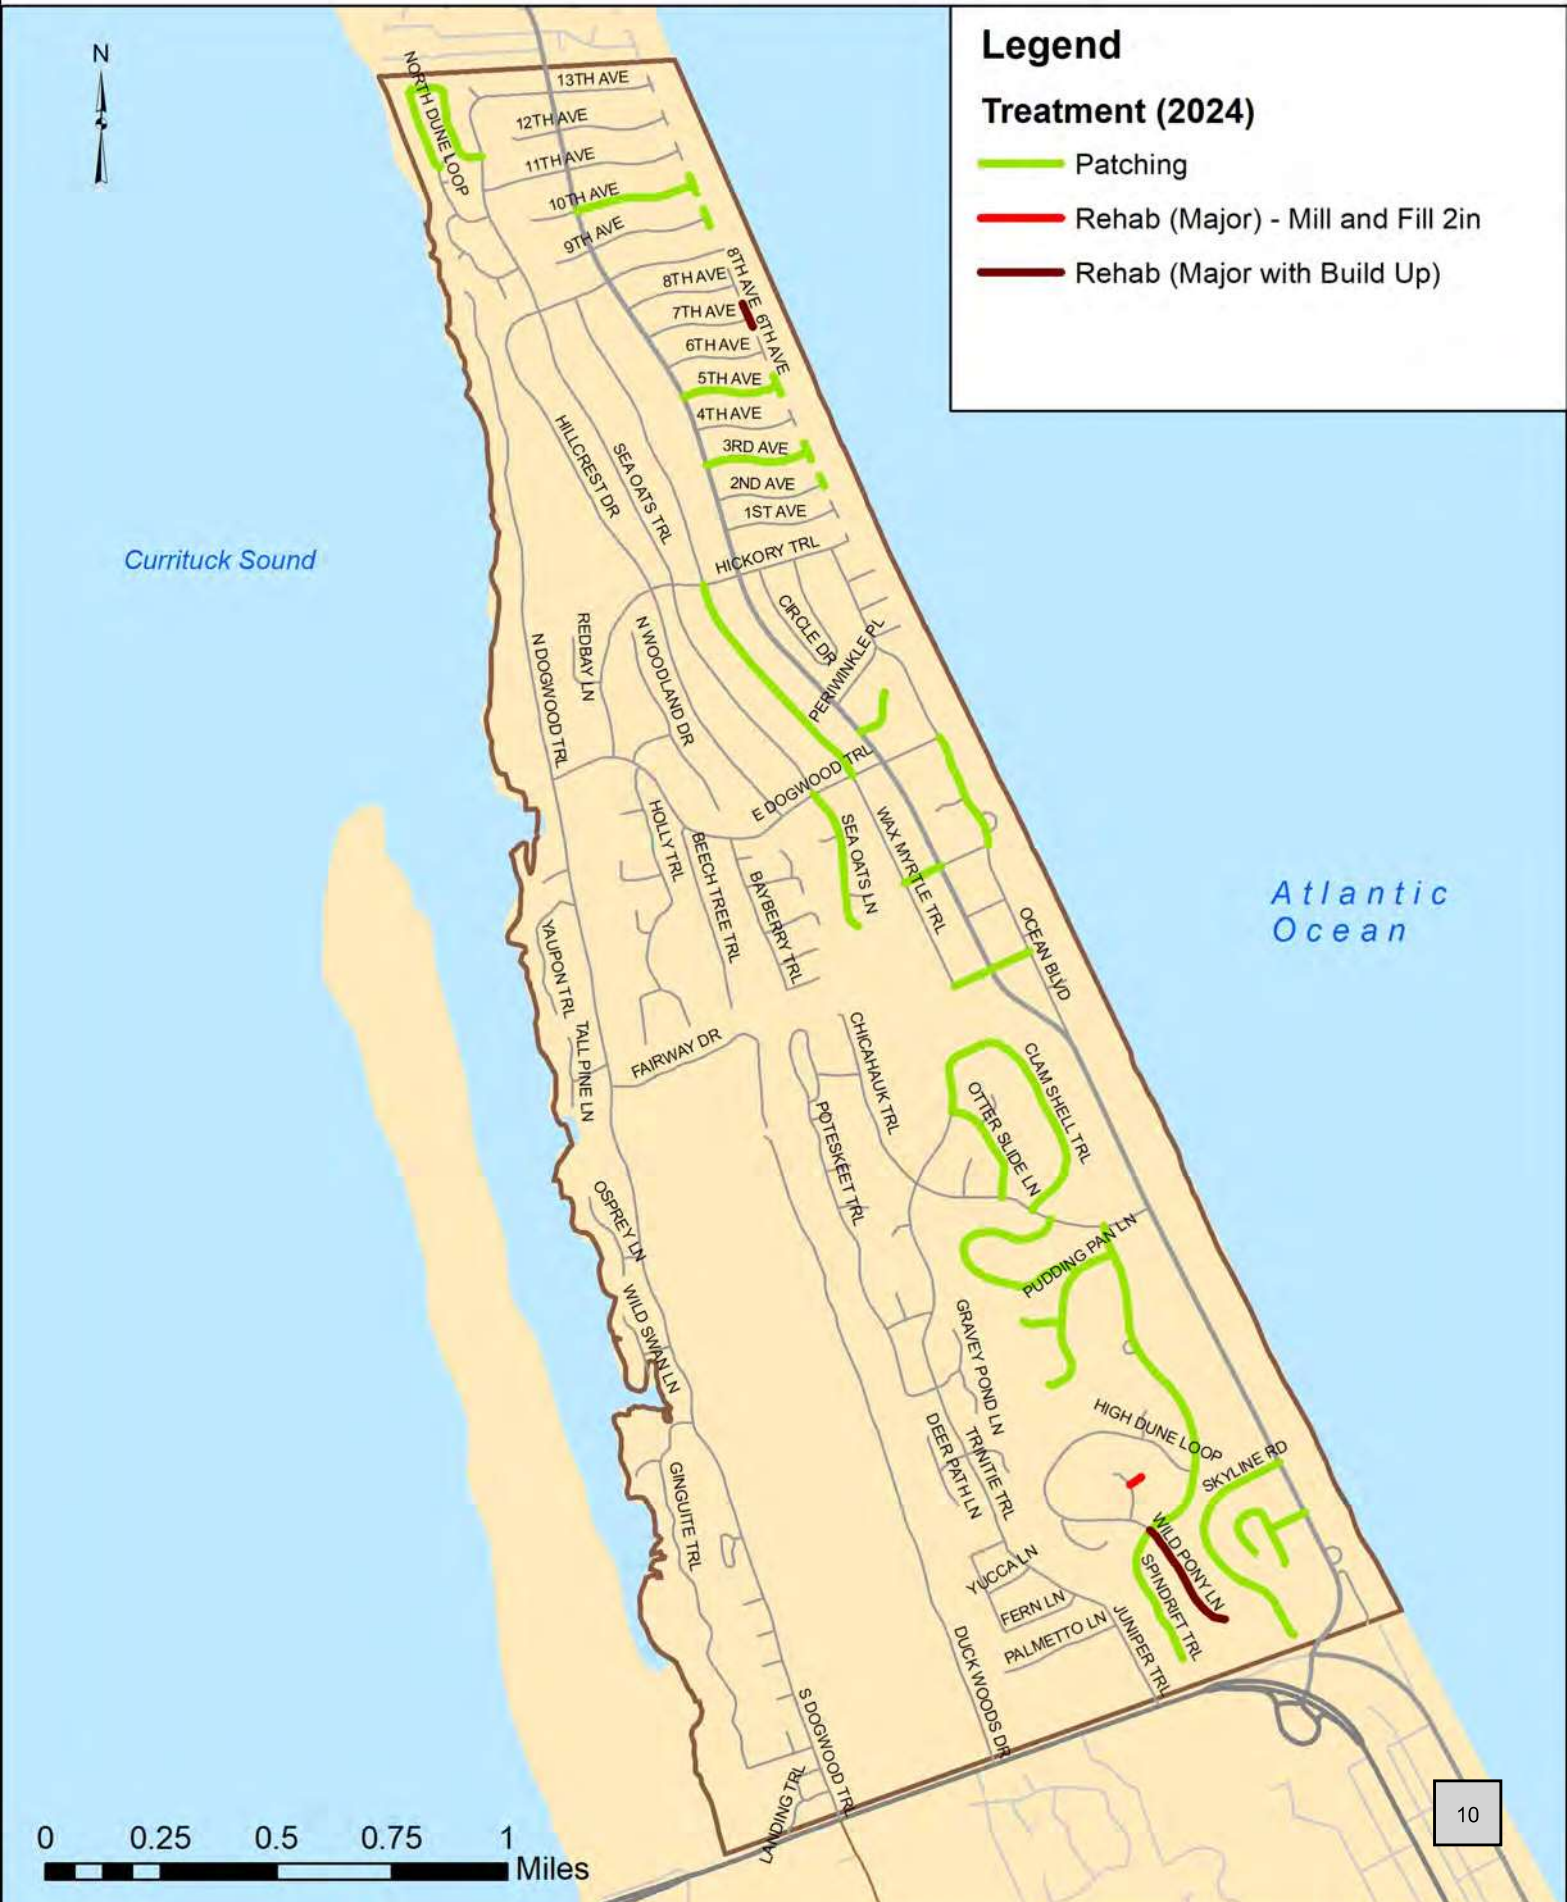 Legend
Treatment (2024)
Patching
Rehab (Major) - Mill and Fill 2in
Rehab (Major with Build Up)
N
NORTH DUNE LOOP
13TH AVE
12TH AVE
11TH AVE
10TH AVE
9TH AVE
8TH AVE
8TH AVE
7TH AVE
6TH AVE
6TH AVE
5TH AVE
4TH AVE
3RD AVE
2ND AVE
1ST AVE
HILLCREST DR
SEA OATS TRL
HICKORY TRL
Currituck Sound
CIRCLE DR
PERIWINKLE PL
REDBAY LN
N WOODLAND DR
N DOGWOOD TRL
E DOGWOOD TRL
HOLLY TRL
BEECH TREE TRL
BAYBERRY TRL
SEA OATS LN
WAX MYRTLE TRL
OCEAN BLVD
Atlantic
Ocean
YAUPON TRL
TALL PINE LN
FAIRWAY DR
CHICAHAUK TRL
POTESKEET TRL
OTTER SLIDE LN
CLAM SHELL TRL
OSPREY LN
WILD SWAN LN
PUDDING PAN LN
GRAVEY POND LN
DEER PATH LN
TRINITIE TRL
HIGH DUNE LOOP
SKYLINE RD
GINGUITE TRL
WILD PONY LN
SPINDRIFT TRL
YUCCA LN
FERN LN
PALMETTO LN
JUNIPER TRL
DUCK WOODS DR
S DOGWOOD TRL
LANDING TRL
0 0.25 0.5 0.75 1
Miles
10